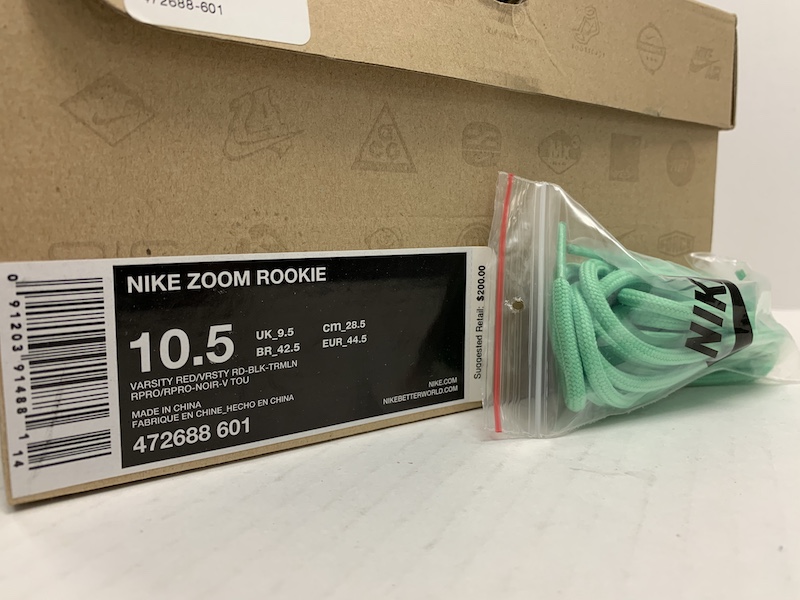 472688-601
NIKE ZOOM ROOKIE
10.5
UK_9.5
cm_28.5
BR_42.5
EUR_44.5
VARSITY RED/VRSTY RD-BLK-TRMLN
RPRO/RPRO-NOIR-V TOU
MADE IN CHINA
FABRIQUE EN CHINE_HECHO EN CHINA
472688 601
NIKE.COM
NIKEBETTERWORLD.COM
Suggested Retail: $200.00
0 91203 91488 1 14
NIK